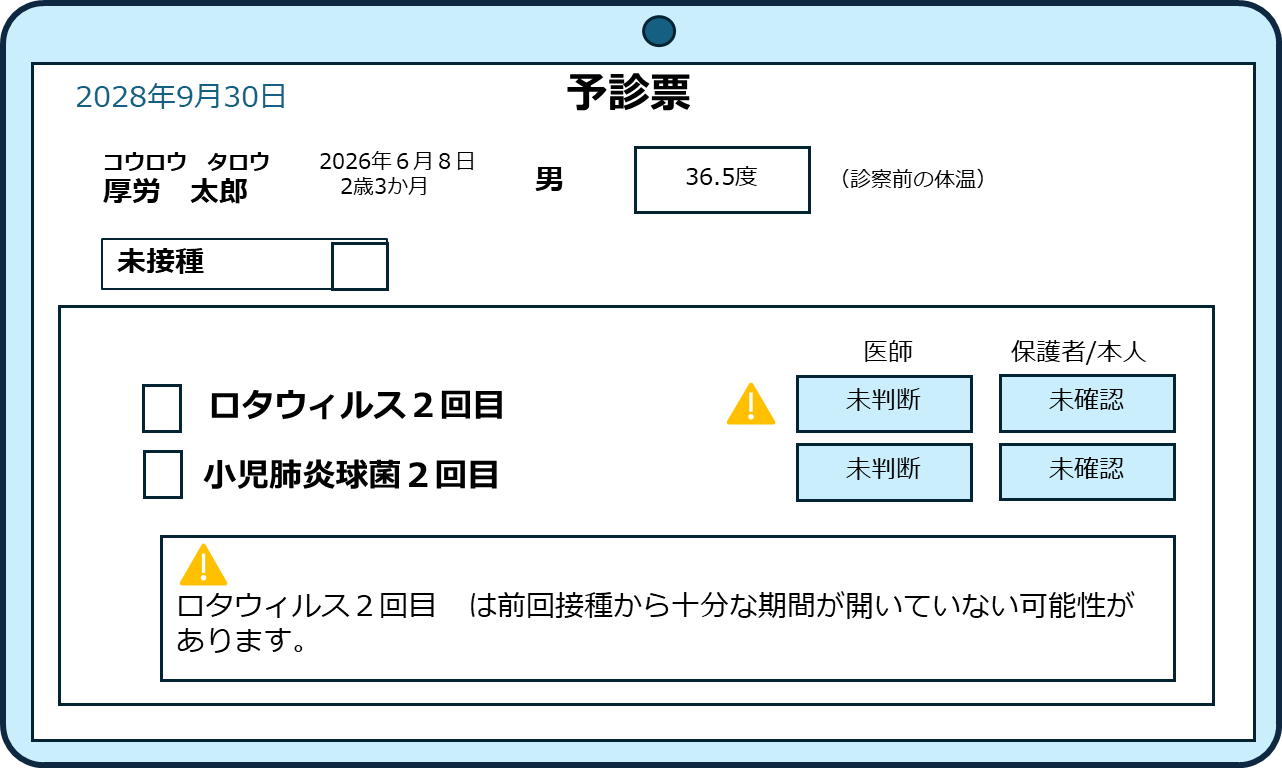 2028年9月30日
予診票
コウロウ　タロウ
厚労　太郎
2026年６月８日
2歳3か月
男
36.5度
（診察前の体温）
未接種
医師
保護者/本人
ロタウィルス２回目
未判断
未確認
小児肺炎球菌２回目
未判断
未確認
ロタウィルス２回目　は前回接種から十分な期間が開いていない可能性が
あります。